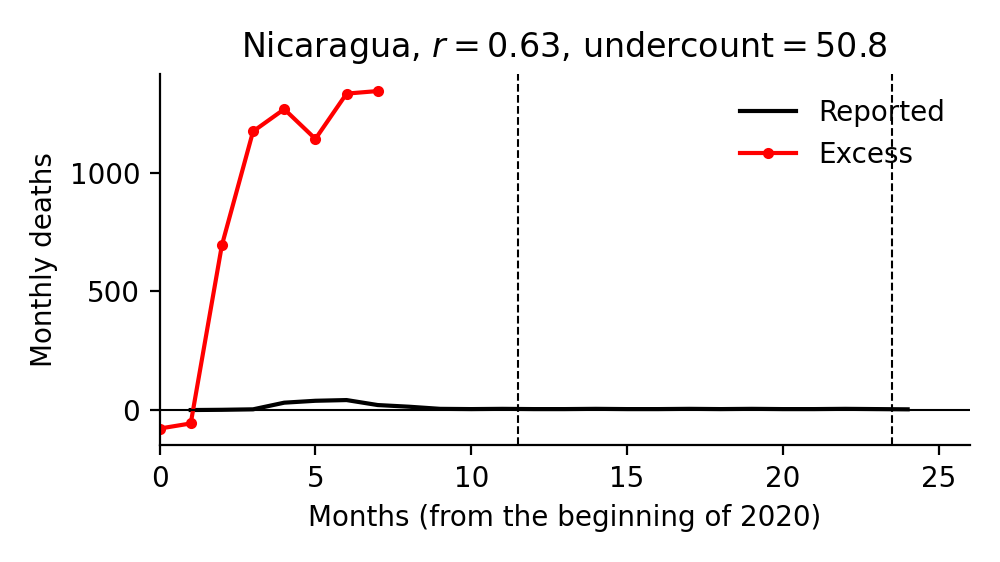 Nicaragua, r = 0.63, undercount = 50.8
Reported
Excess
Monthly deaths
1000
500
0
0 5 10 15 20 25
Months (from the beginning of 2020)